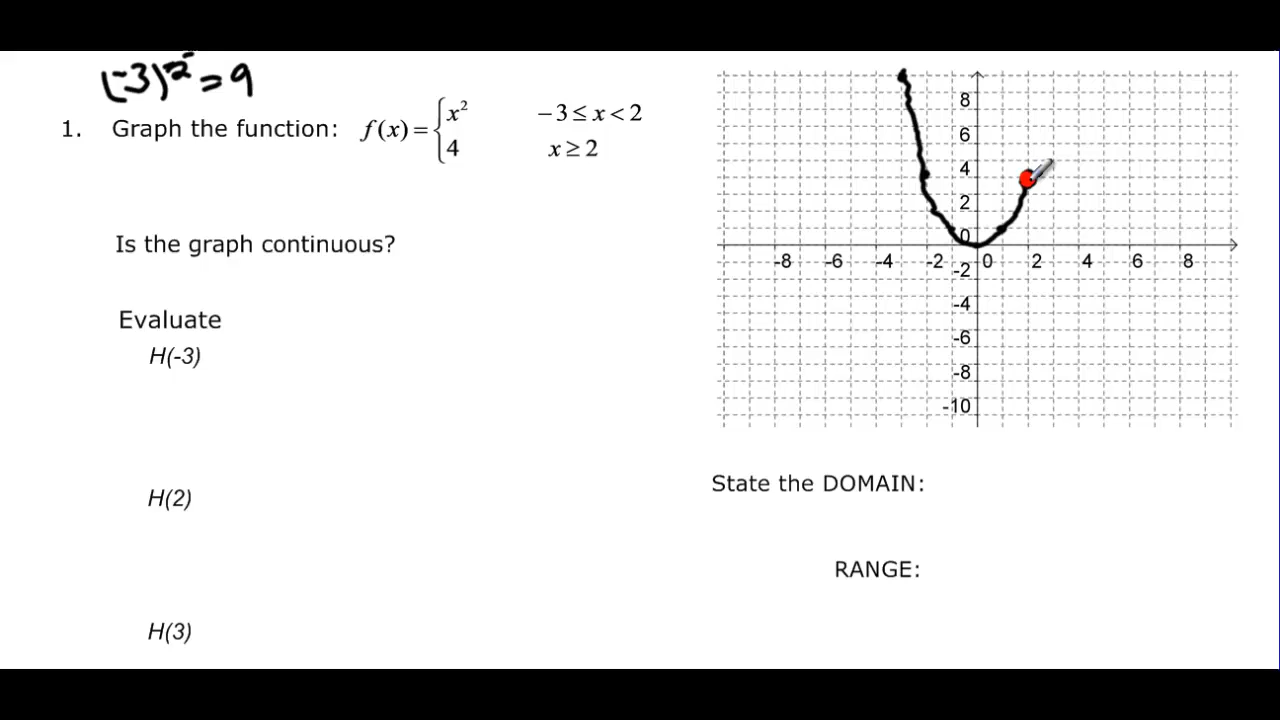 (-3)² = 9
1. Graph the function: f(x) = { x² -3 ≤ x < 2
4 x ≥ 2
Is the graph continuous?
Evaluate
H(-3)
H(2)
H(3)
8
6
4
2
0
-8 -6 -4 -2 0 2 4 6 8
-2
-4
-6
-8
-10
State the DOMAIN:
RANGE: